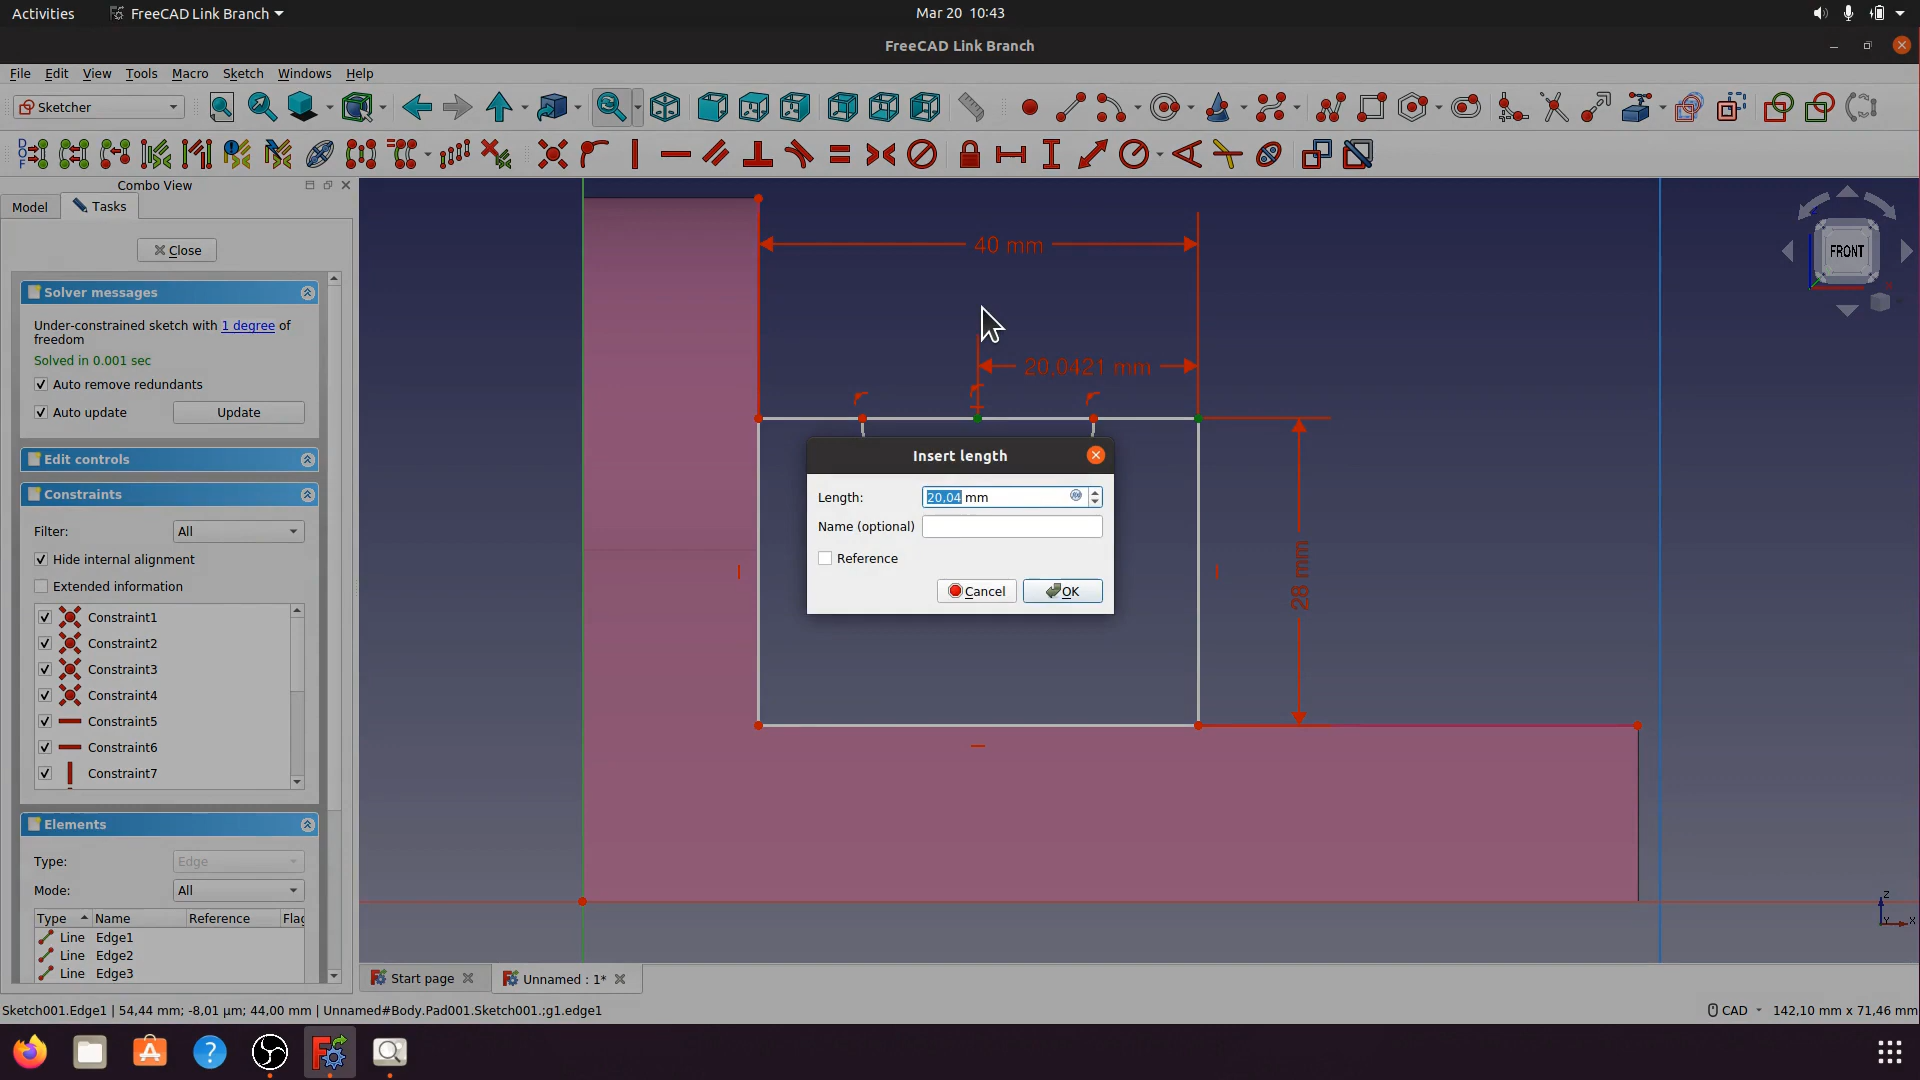 Activities
FreeCAD Link Branch
Mar 20 10:43
FreeCAD Link Branch
File Edit View Tools Macro Sketch Windows Help
Sketcher
DoF
Combo View
Model
Tasks
Close
Solver messages
Under-constrained sketch with 1 degree of
freedom
Solved in 0.001 sec
Auto remove redundants
Auto update
Update
Edit controls
Constraints
Filter:
All
Hide internal alignment
Extended information
Constraint1
Constraint2
Constraint3
Constraint4
Constraint5
Constraint6
Constraint7
Elements
Type:
Edge
Mode:
All
Type Name Reference Flag
Line Edge1
Line Edge2
Line Edge3
40 mm
20,0421 mm
28 mm
FRONT
Insert length
Length:
20,04 mm
Name (optional)
Reference
Cancel
OK
Z
Y
X
Start page
Unnamed : 1*
Sketch001.Edge1 | 54,44 mm; -8,01 µm; 44,00 mm | Unnamed#Body.Pad001.Sketch001.;g1.edge1
CAD
142,10 mm x 71,46 mm